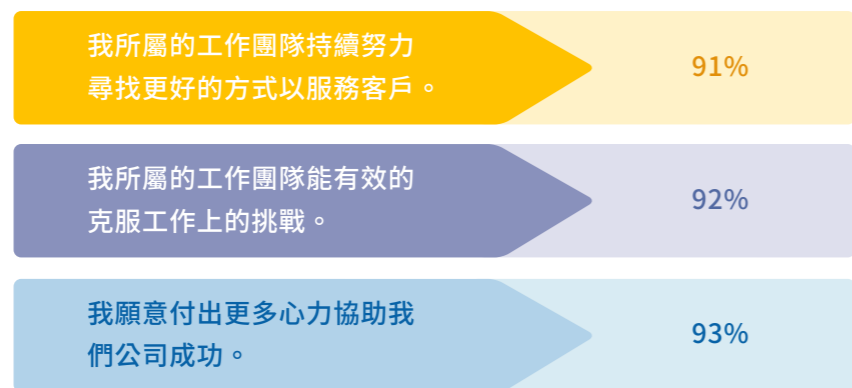 我所屬的工作團隊持續努力
尋找更好的方式以服務客戶。
91%
我所屬的工作團隊能有效的
克服工作上的挑戰。
92%
我願意付出更多心力協助我
們公司成功。
93%